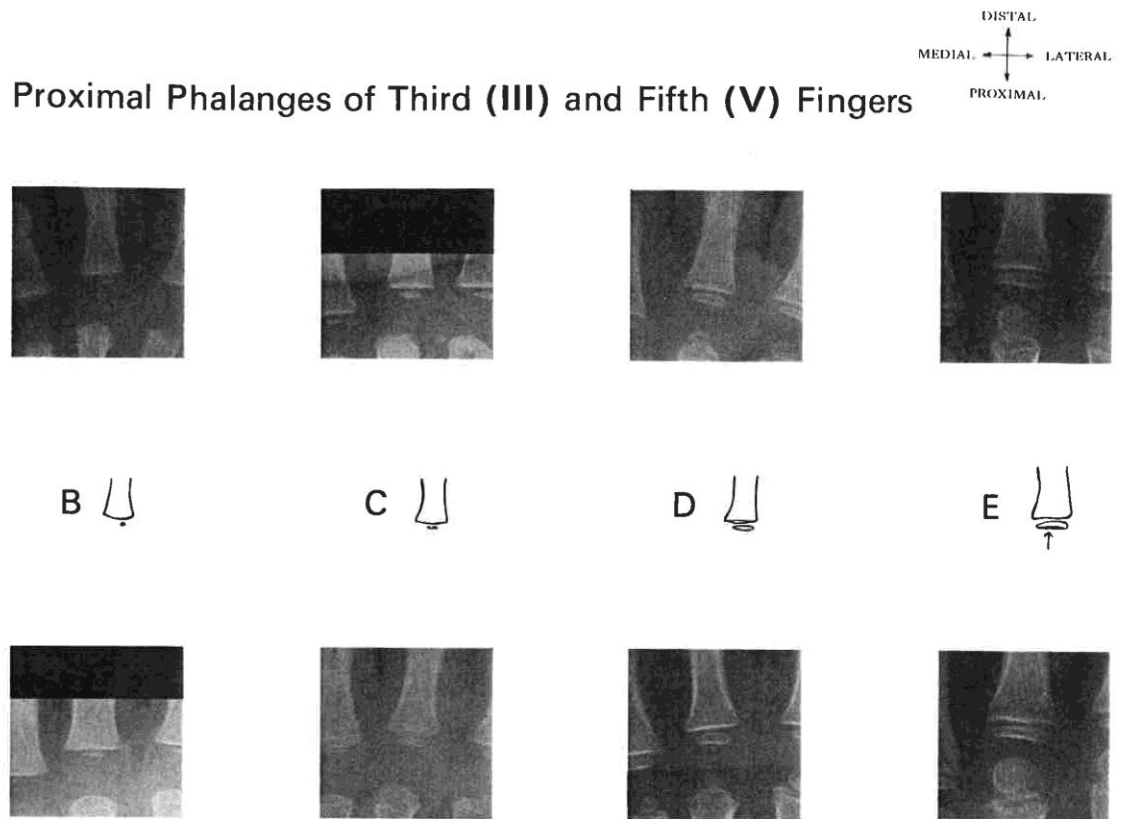 DISTAL
MEDIAL LATERAL
PROXIMAL
Proximal Phalanges of Third (III) and Fifth (V) Fingers
B C D E